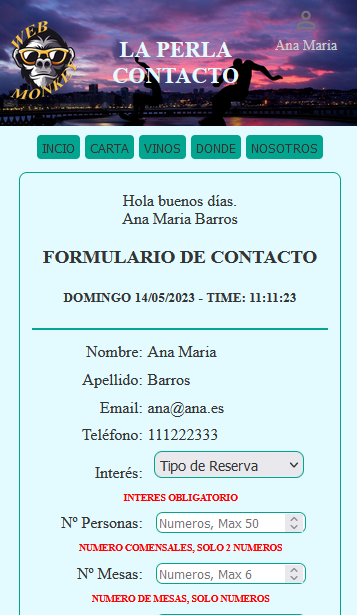 WEB
MONKEY
LA PERLA
CONTACTO
Ana Maria
INCIO CARTA VINOS DONDE NOSOTROS
Hola buenos días.
Ana Maria Barros
FORMULARIO DE CONTACTO
DOMINGO 14/05/2023 - TIME: 11:11:23
Nombre: Ana Maria
Apellido: Barros
Email: ana@ana.es
Teléfono: 111222333
Interés: Tipo de Reserva
INTERES OBLIGATORIO
Nº Personas: Numeros, Max 50
NUMERO COMENSALES, SOLO 2 NUMEROS
Nº Mesas: Numeros, Max 6
NUMERO DE MESAS, SOLO NUMEROS